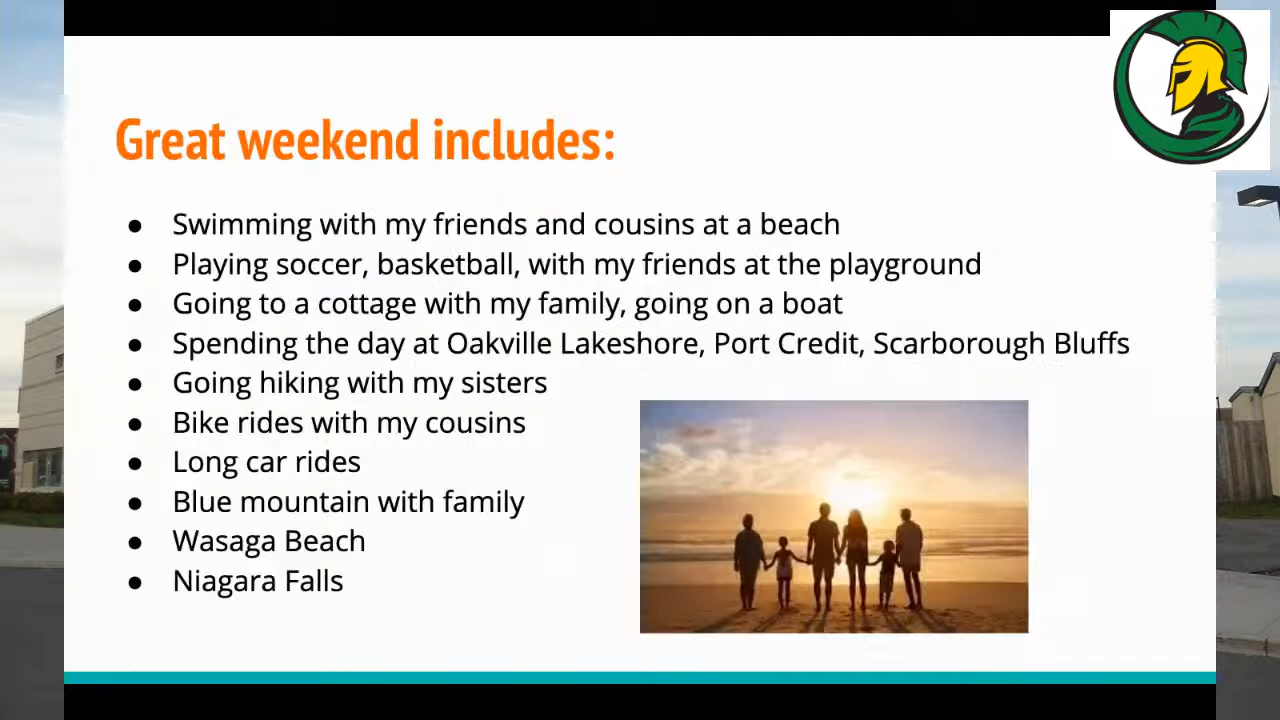 Great weekend includes:
● Swimming with my friends and cousins at a beach
● Playing soccer, basketball, with my friends at the playground
● Going to a cottage with my family, going on a boat
● Spending the day at Oakville Lakeshore, Port Credit, Scarborough Bluffs
● Going hiking with my sisters
● Bike rides with my cousins
● Long car rides
● Blue mountain with family
● Wasaga Beach
● Niagara Falls